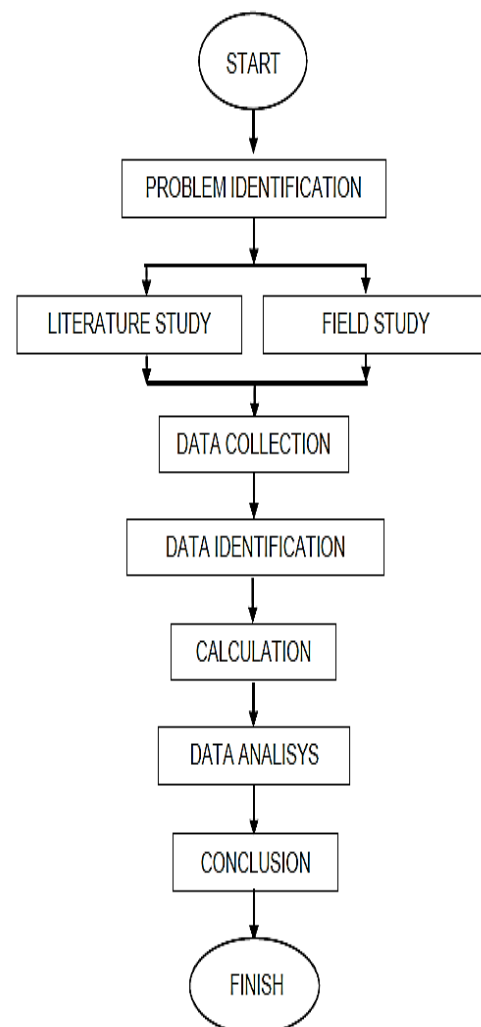 START
PROBLEM IDENTIFICATION
LITERATURE STUDY
FIELD STUDY
DATA COLLECTION
DATA IDENTIFICATION
CALCULATION
DATA ANALISYS
CONCLUSION
FINISH